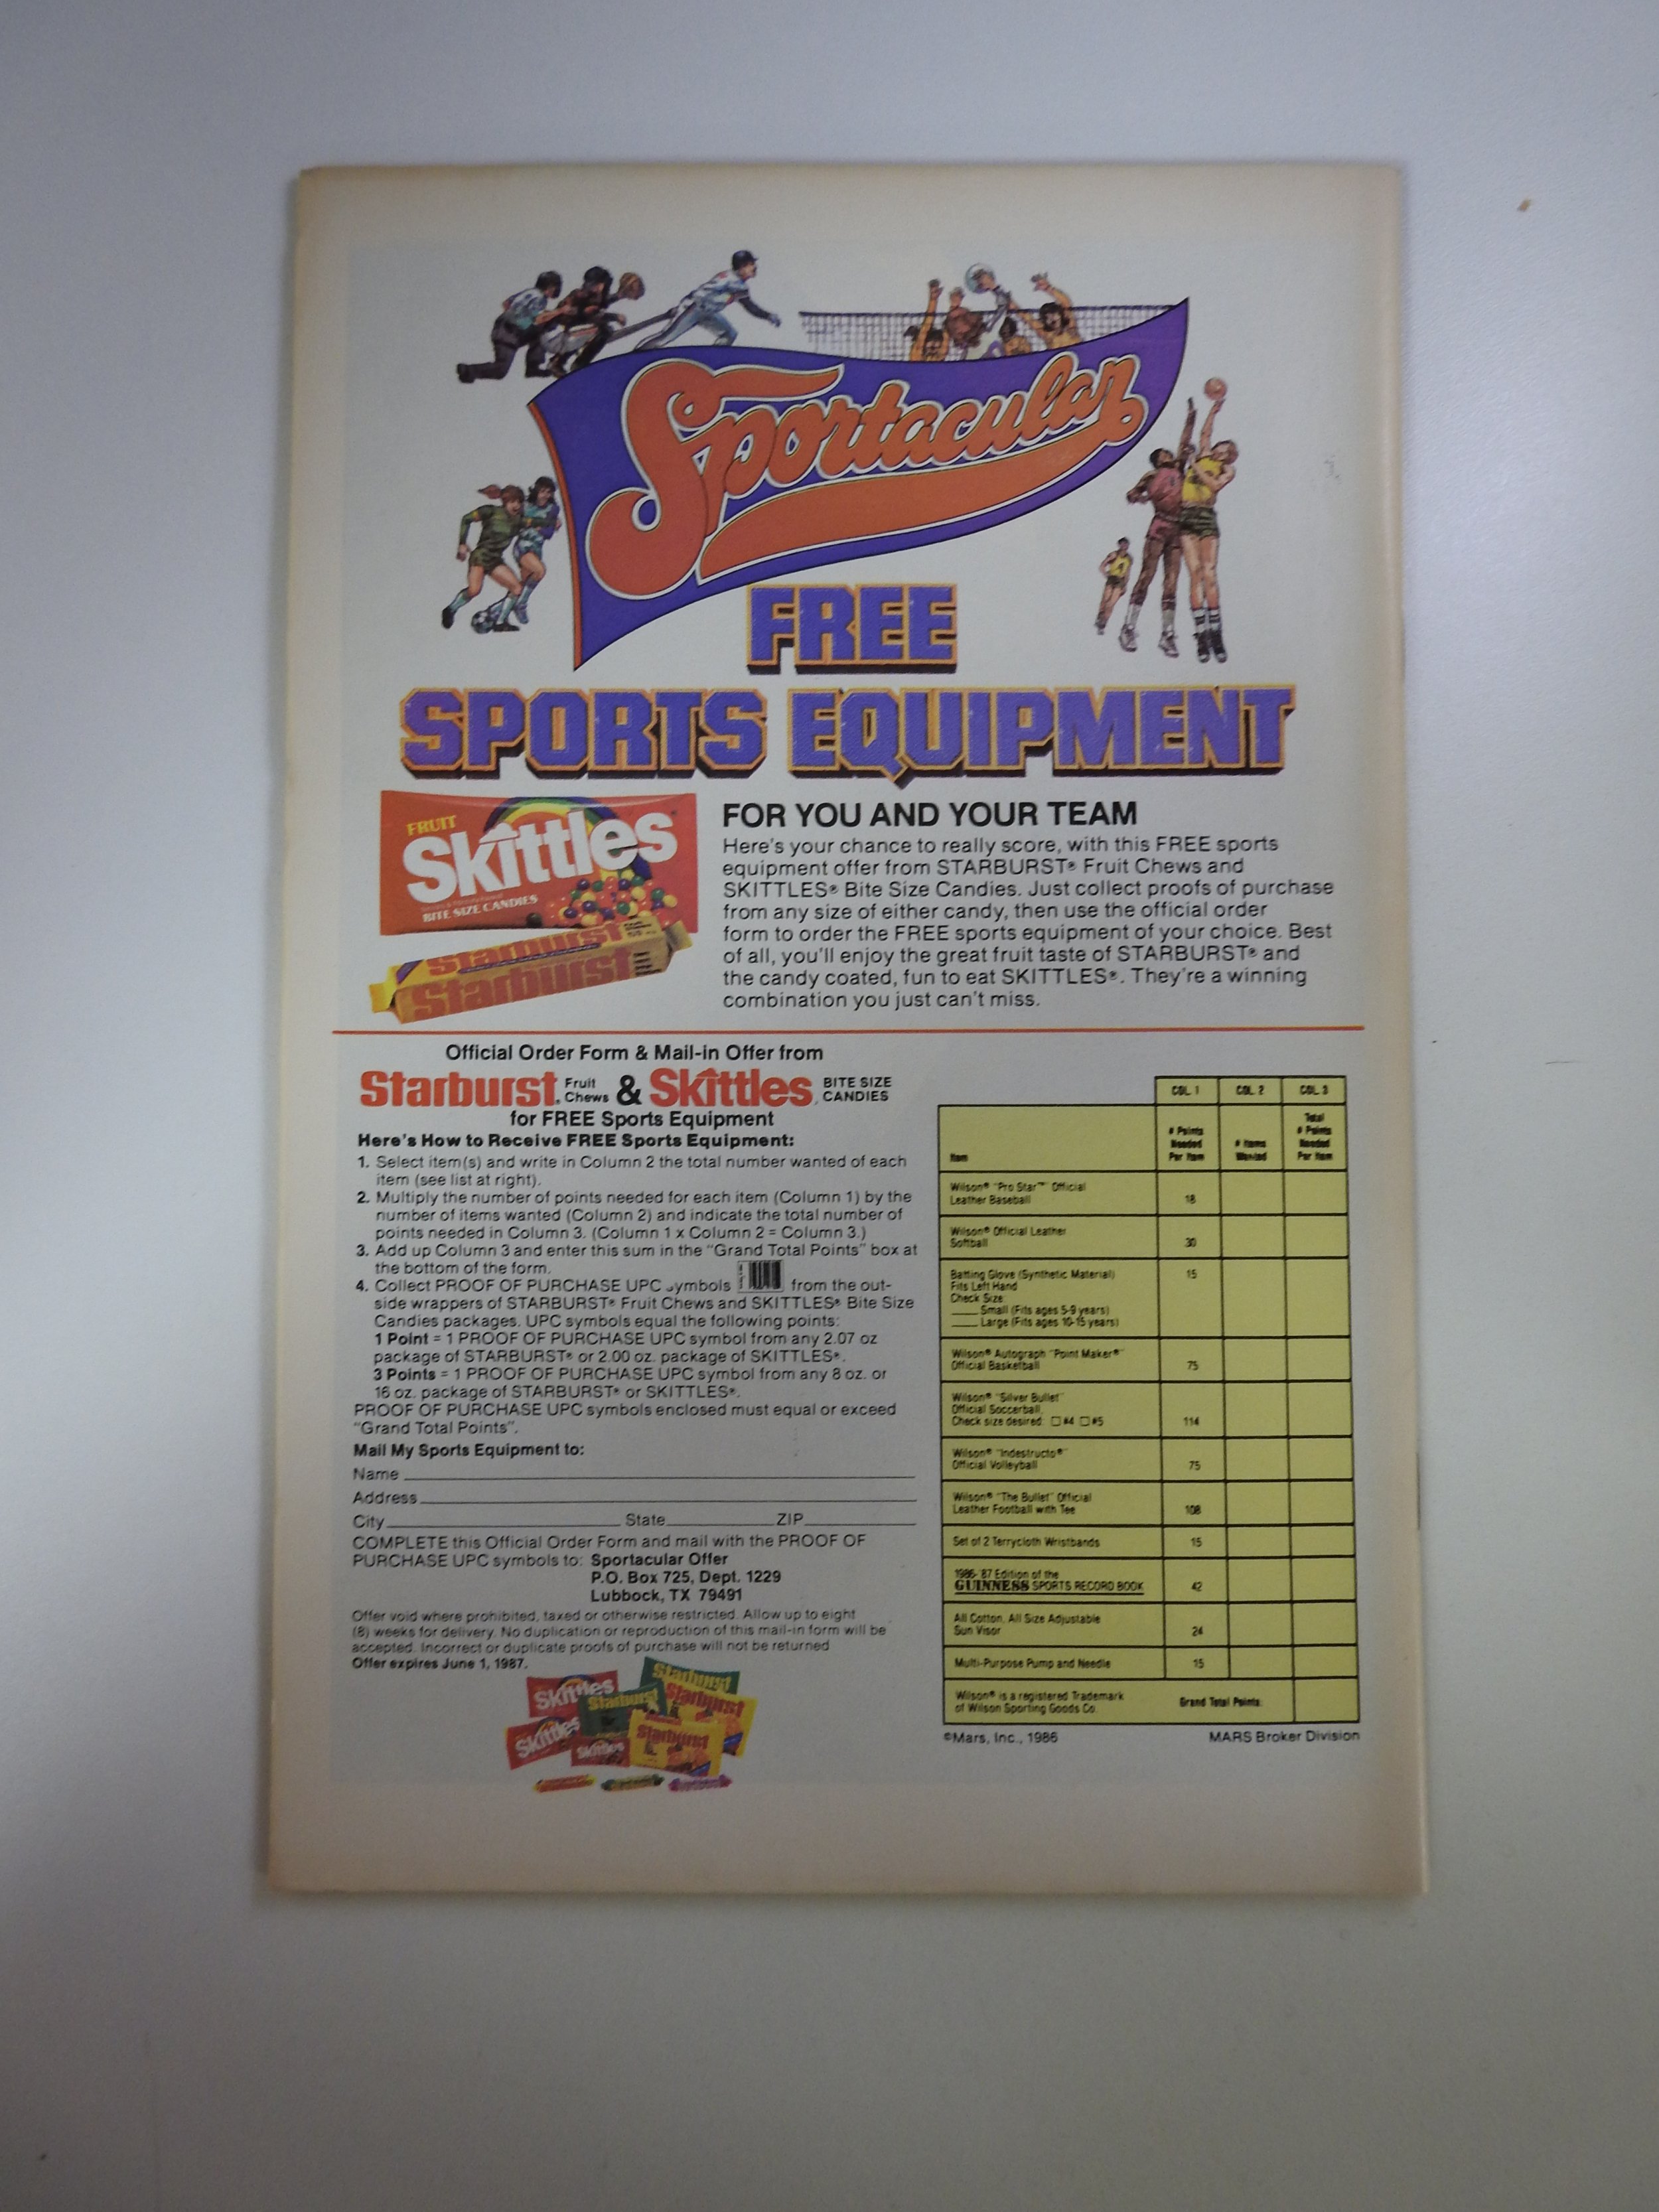 Sportacular
FREE
SPORTS EQUIPMENT
FRUIT
Skittles
BITE SIZE CANDIES
Starburst
Starburst
FOR YOU AND YOUR TEAM
Here's your chance to really score, with this FREE sports
equipment offer from STARBURST® Fruit Chews and
SKITTLES® Bite Size Candies. Just collect proofs of purchase
from any size of either candy, then use the official order
form to order the FREE sports equipment of your choice. Best
of all, you'll enjoy the great fruit taste of STARBURST® and
the candy coated, fun to eat SKITTLES®. They're a winning
combination you just can't miss.
Official Order Form & Mail-in Offer from
Starburst® Fruit Chews & Skittles® BITE SIZE CANDIES
for FREE Sports Equipment
Here's How to Receive FREE Sports Equipment:
1. Select item(s) and write in Column 2 the total number wanted of each
item (see list at right).
2. Multiply the number of points needed for each item (Column 1) by the
number of items wanted (Column 2) and indicate the total number of
points needed in Column 3. (Column 1 x Column 2 = Column 3.)
3. Add up Column 3 and enter this sum in the "Grand Total Points" box at
the bottom of the form.
4. Collect PROOF OF PURCHASE UPC symbols from the out-
side wrappers of STARBURST® Fruit Chews and SKITTLES® Bite Size
Candies packages. UPC symbols equal the following points:
1 Point = 1 PROOF OF PURCHASE UPC symbol from any 2.07 oz
package of STARBURST® or 2.00 oz. package of SKITTLES®.
3 Points = 1 PROOF OF PURCHASE UPC symbol from any 8 oz. or
16 oz. package of STARBURST® or SKITTLES®.
PROOF OF PURCHASE UPC symbols enclosed must equal or exceed
"Grand Total Points".
Mail My Sports Equipment to:
Name
Address
City State ZIP
COMPLETE this Official Order Form and mail with the PROOF OF
PURCHASE UPC symbols to: Sportacular Offer
P.O. Box 725, Dept. 1229
Lubbock, TX 79491
Offer void where prohibited, taxed or otherwise restricted. Allow up to eight
(8) weeks for delivery. No duplication or reproduction of this mail-in form will be
accepted. Incorrect or duplicate proofs of purchase will not be returned
Offer expires June 1, 1987.
Skittles
Starburst
Starburst
Starburst
Skittles
Skittles
Starburst
COL. 1 COL. 2 COL. 3
Item
# Points Needed Per Item
# Items Wanted
Total # Points Needed Per Item
Wilson® "Pro Star™" Official
Leather Baseball 18
Wilson® Official Leather
Softball 30
Batting Glove (Synthetic Material) 15
Fits Left Hand
Check Size:
Small (Fits ages 5-9 years)
Large (Fits ages 10-15 years)
Wilson® Autograph "Point Maker®"
Official Basketball 75
Wilson® "Silver Bullet"
Official Soccerball,
Check size desired: ☐ #4 ☐ #5 114
Wilson® "Indestructo®"
Official Volleyball 75
Wilson® "The Bullet" Official
Leather Football with Tee 108
Set of 2 Terrycloth Wristbands 15
1986-'87 Edition of the
GUINNESS SPORTS RECORD BOOK 42
All Cotton, All Size Adjustable
Sun Visor 24
Multi-Purpose Pump and Needle 15
Wilson® is a registered Trademark
of Wilson Sporting Goods Co.
Grand Total Points:
©Mars, Inc., 1986 MARS Broker Division